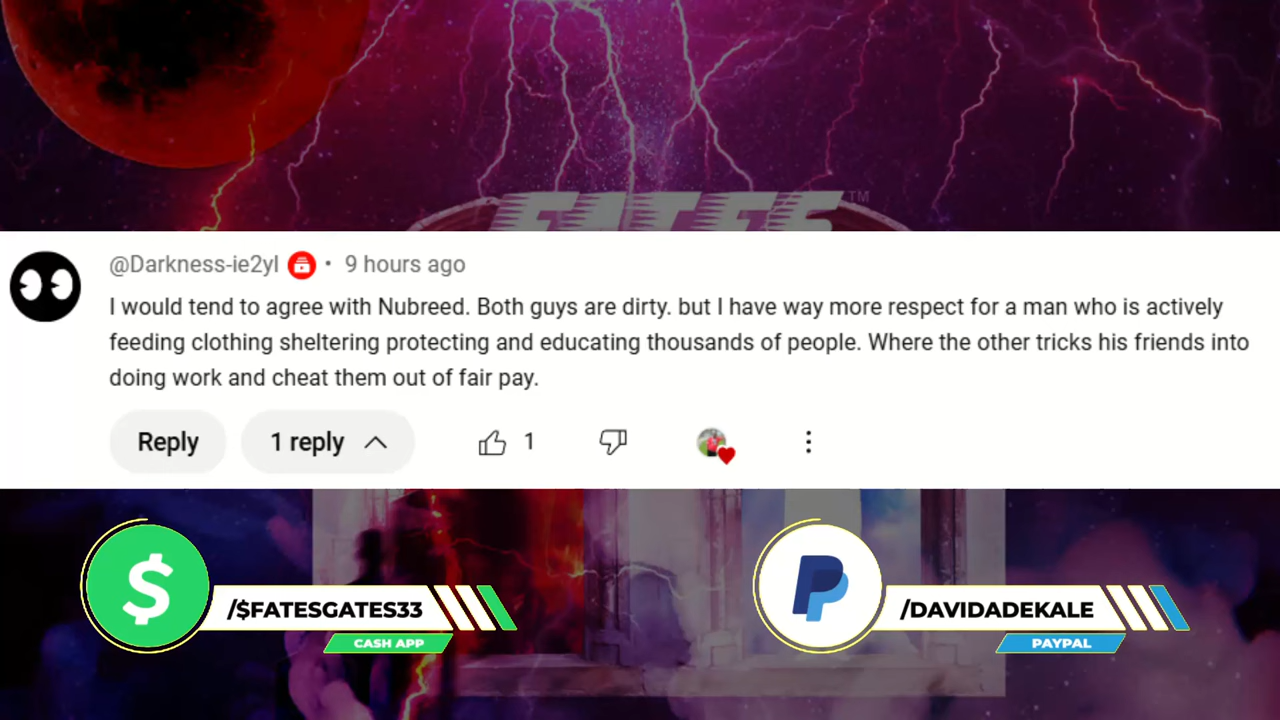 FATES™
@Darkness-ie2yl • 9 hours ago
I would tend to agree with Nubreed. Both guys are dirty. but I have way more respect for a man who is actively
feeding clothing sheltering protecting and educating thousands of people. Where the other tricks his friends into
doing work and cheat them out of fair pay.
Reply 1 reply 1
/$FATESGATES33
CASH APP
/DAVIDADEKALE
PAYPAL